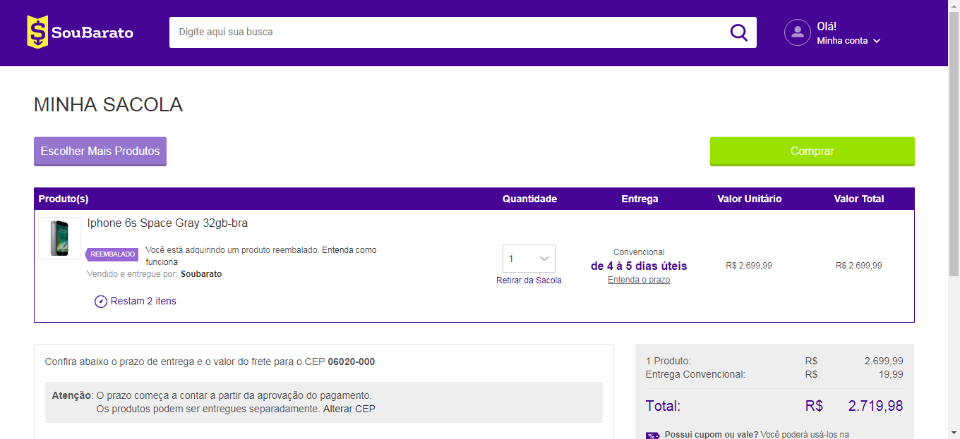 SouBarato
Digite aqui sua busca
Olá!
Minha conta
MINHA SACOLA
Escolher Mais Produtos
Comprar
Produto(s) Quantidade Entrega Valor Unitário Valor Total
Iphone 6s Space Gray 32gb-bra
REEMBALADO
Você está adquirindo um produto reembalado. Entenda como
funciona
Vendido e entregue por: Soubarato
Restam 2 itens
1
Retirar da Sacola
Convencional
de 4 à 5 dias úteis
Entenda o prazo
R$ 2.699,99
R$ 2.699,99
Confira abaixo o prazo de entrega e o valor do frete para o CEP 06020-000
Atenção: O prazo começa a contar a partir da aprovação do pagamento.
Os produtos podem ser entregues separadamente. Alterar CEP
1 Produto: R$ 2.699,99
Entrega Convencional: R$ 19,99
Total: R$ 2.719,98
Possui cupom ou vale? Você poderá usá-los na